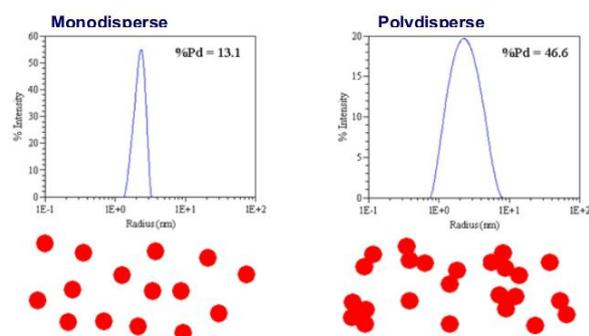 Monodisperse
60
50
40
30
20
10
0
% Intensity
%Pd = 13.1
1E-1 1E+0 1E+1 1E+2
Radius(nm)
Polydisperse
20
15
10
5
0
% Intensity
%Pd = 46.6
1E-1 1E+0 1E+1 1E+2
Radius(nm)